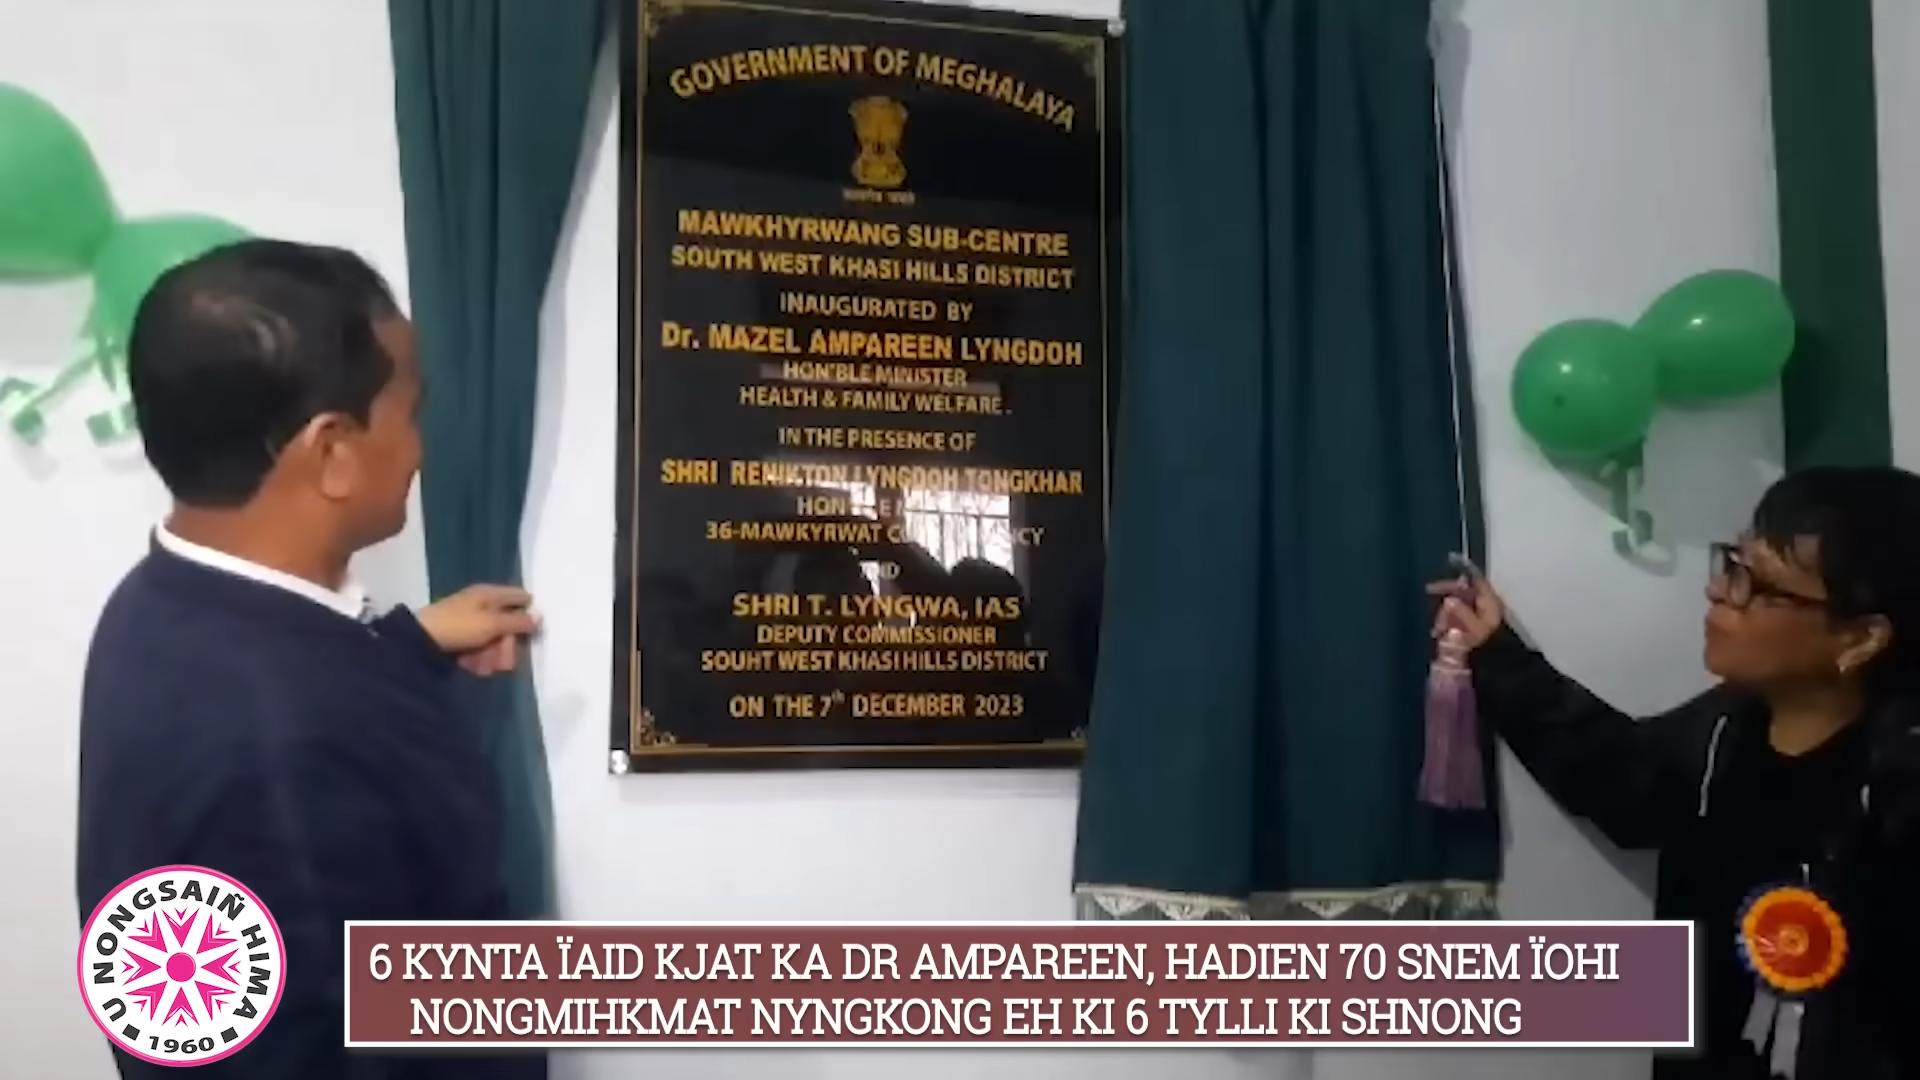 GOVERNMENT OF MEGHALAYA
MAWKHYRWANG SUB-CENTRE
SOUTH WEST KHASI HILLS DISTRICT
INAUGURATED BY
Dr. MAZEL AMPAREEN LYNGDOH
HON'BLE MINISTER
HEALTH & FAMILY WELFARE.
IN THE PRESENCE OF
SHRI RENIKTON LYNGDOH TONGKHAR
36-MAWKYRWAT
SHRI T. LYNGWA, IAS
DEPUTY COMMISSIONER
SOUHT WEST KHASI HILLS DISTRICT
ON THE 7th DECEMBER 2023
U NONGSAIÑ HIMA
1960
6 KYNTA ÏAID KJAT KA DR AMPAREEN, HADIEN 70 SNEM ÏOHI
NONGMIHKMAT NYNGKONG EH KI 6 TYLLI KI SHNONG